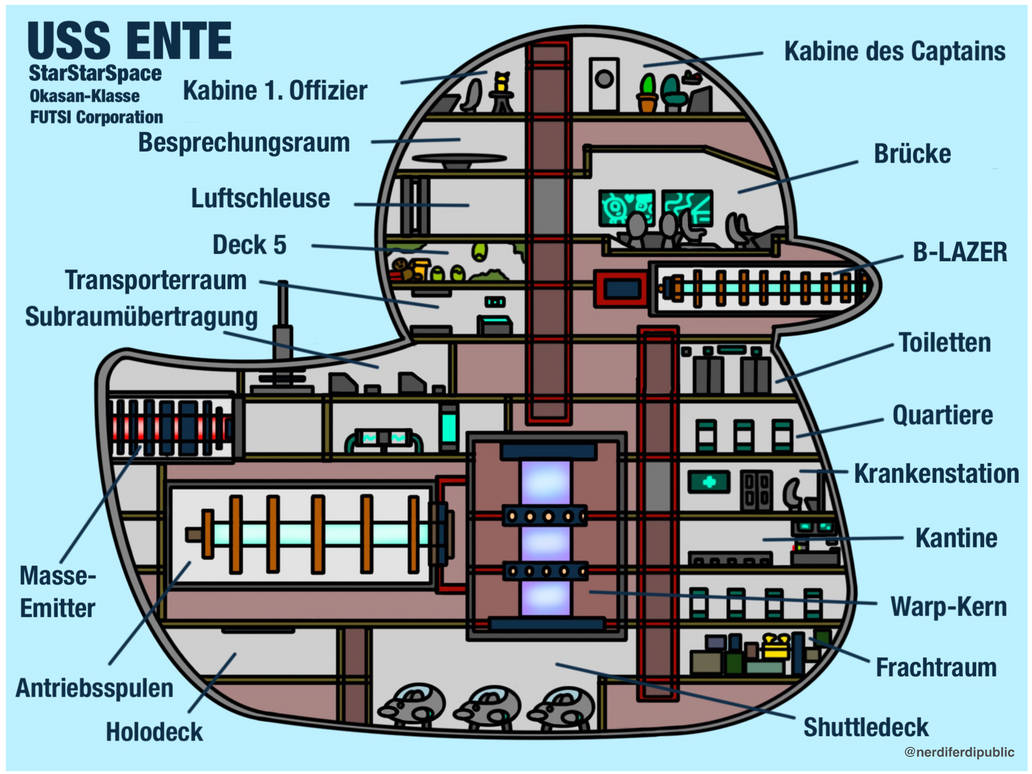 USS ENTE
StarStarSpace
Okasan-Klasse
FUTSI Corporation
Kabine 1. Offizier
Besprechungsraum
Luftschleuse
Deck 5
Transporterraum
Subraumübertragung
Kabine des Captains
Brücke
B-LAZER
Toiletten
Quartiere
Krankenstation
Kantine
Warp-Kern
Frachtraum
Shuttledeck
Masse-
Emitter
Antriebsspulen
Holodeck
@nerdiferdipublic